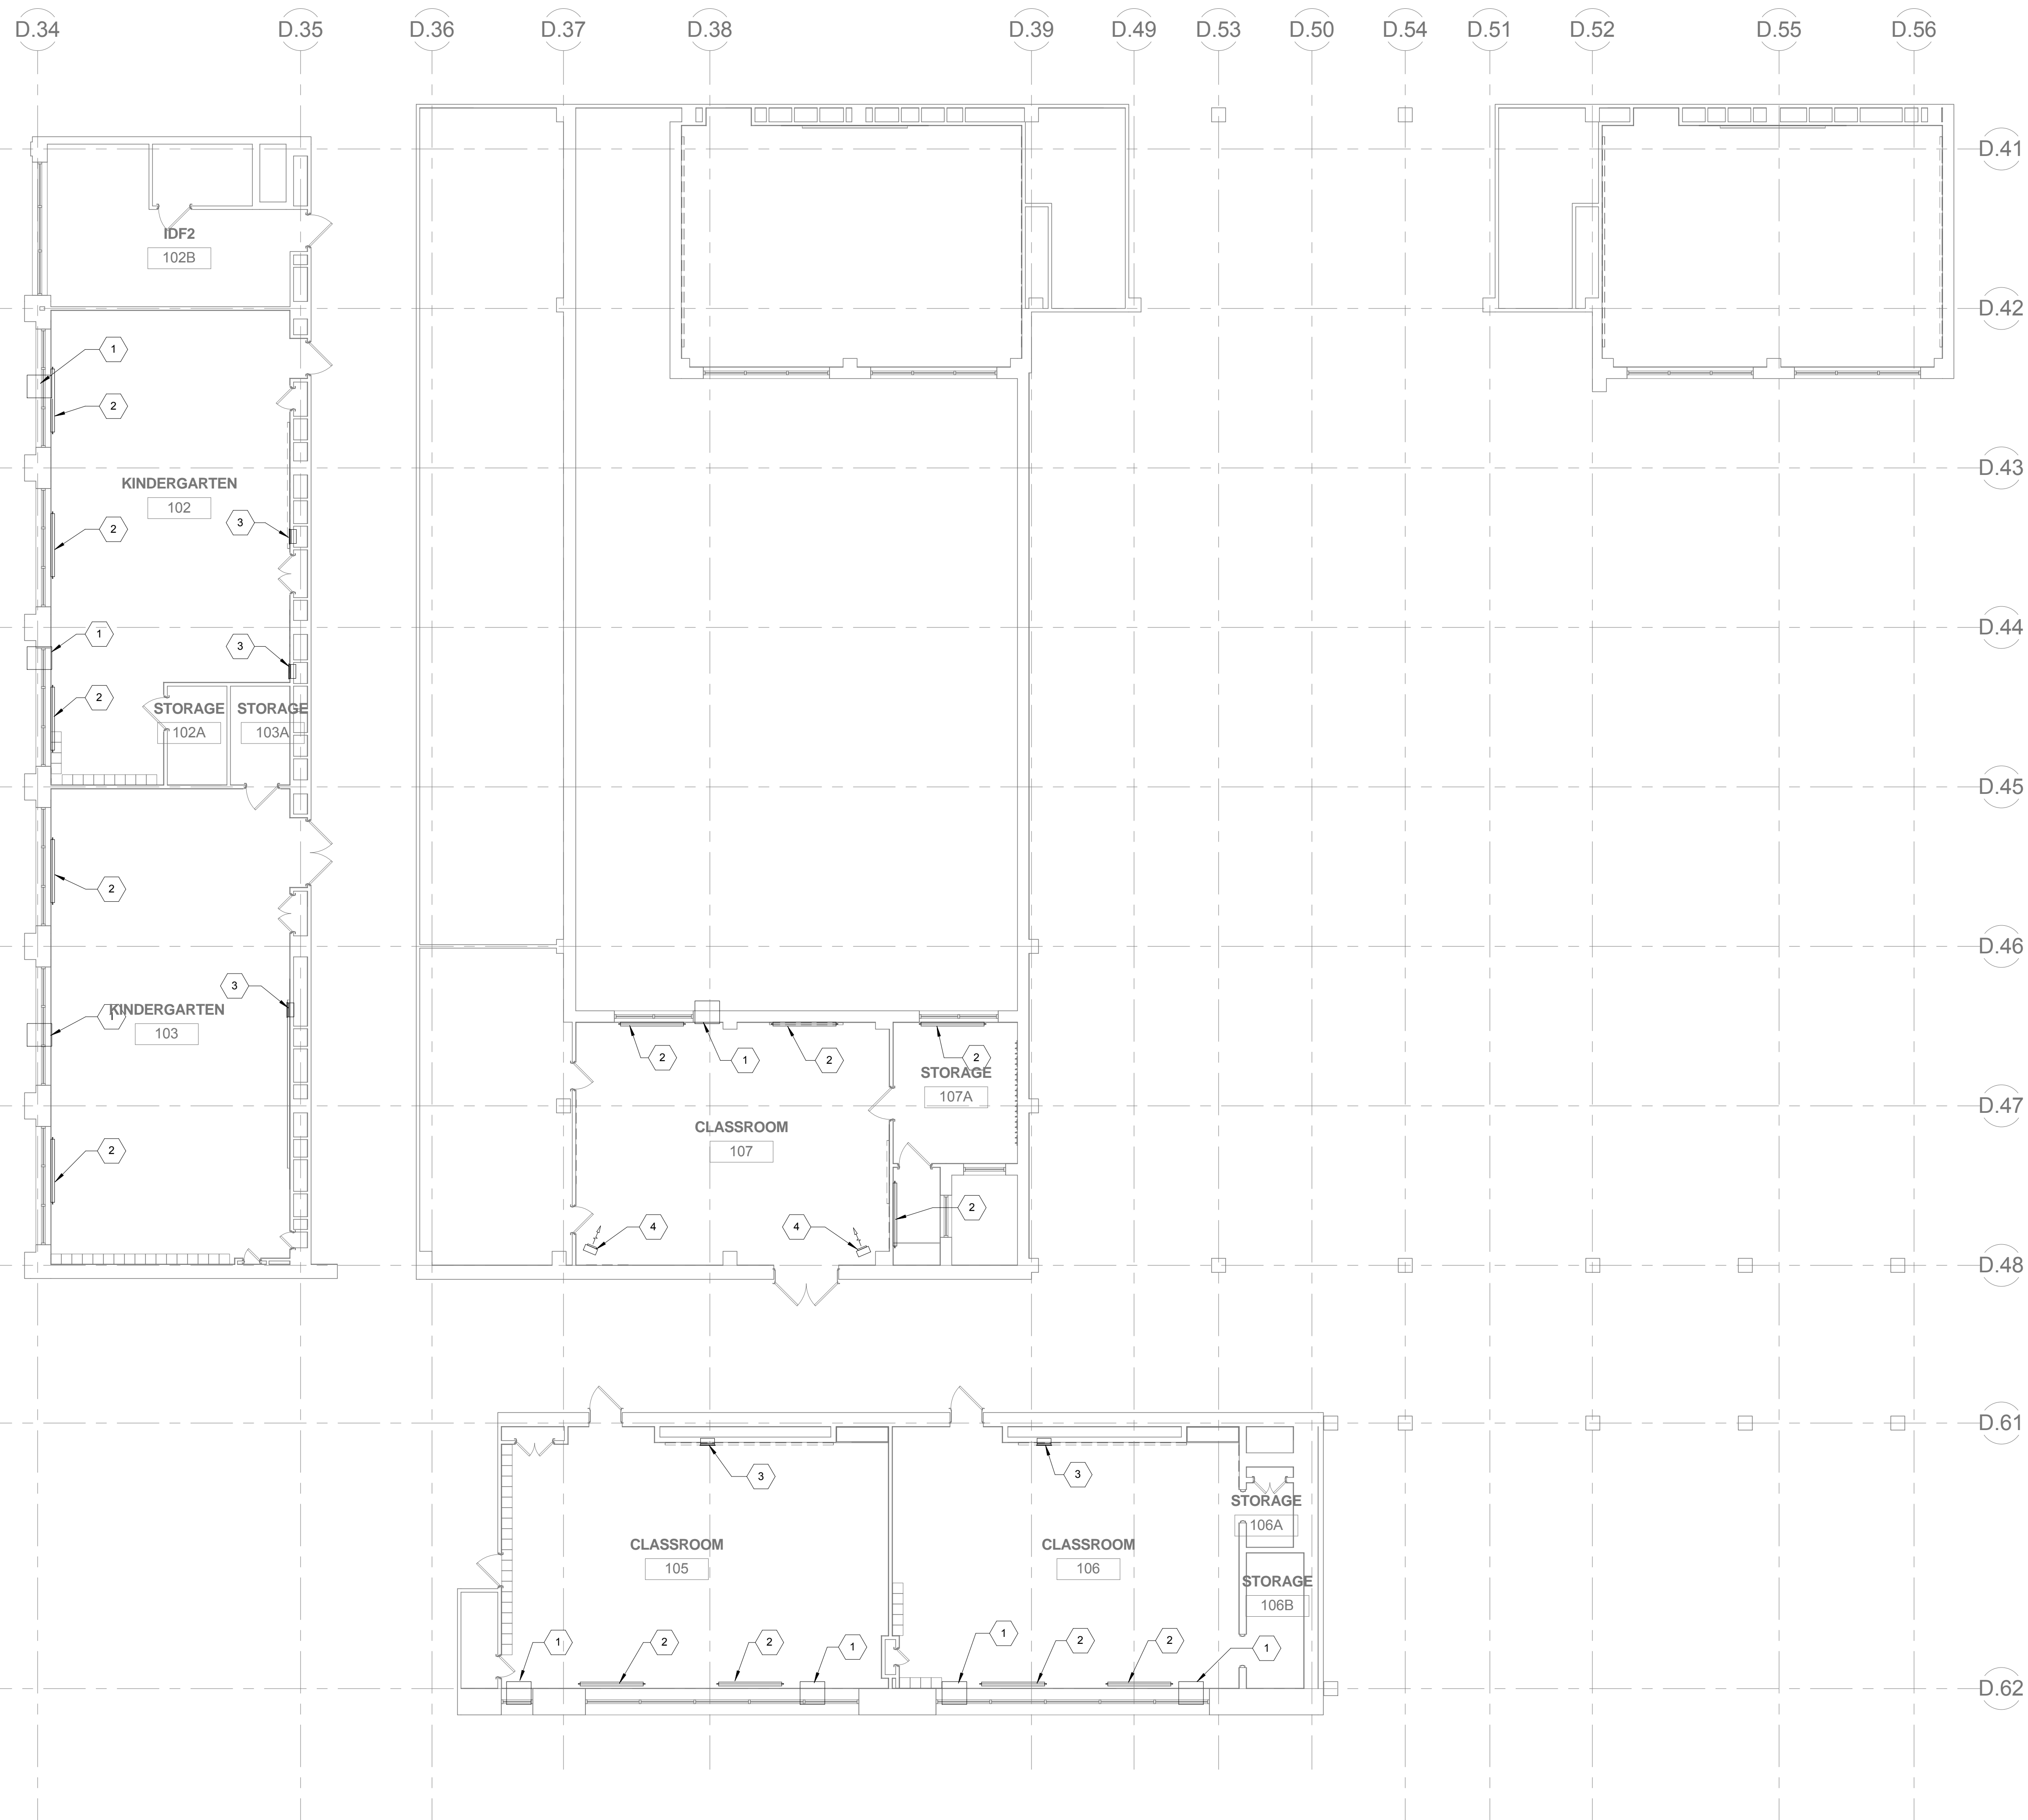 D.34
D.35
D.36
D.37
D.38
D.39
D.49
D.53
D.50
D.54
D.51
D.52
D.55
D.56
D.41
IDF2
102B
D.42
1
2
D.43
KINDERGARTEN
102
3
2
D.44
1
3
2
STORAGE
STORAGE
102A
103A
D.45
2
D.46
3
KINDERGARTEN
1
103
2
1
2
2
STORAGE
107A
D.47
CLASSROOM
107
2
2
4
4
D.48
D.61
3
3
STORAGE
106A
CLASSROOM
105
CLASSROOM
106
STORAGE
106B
1
2
2
1
1
2
2
1
D.62